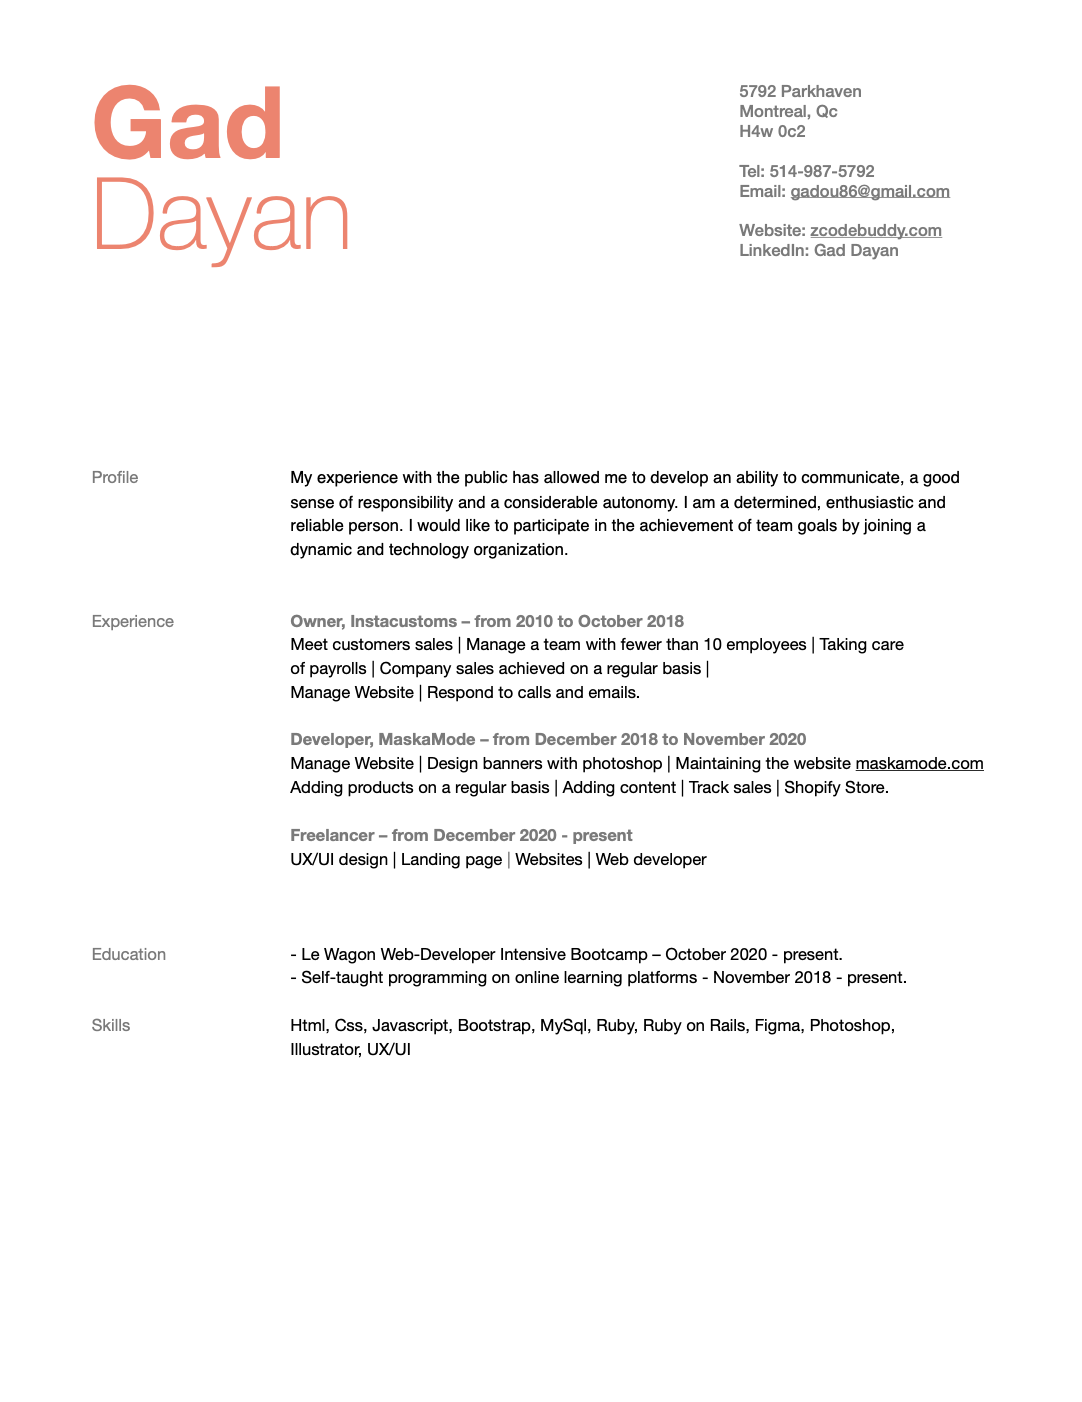 Gad
Dayan
5792 Parkhaven
Montreal, Qc
H4w 0c2
Tel: 514-987-5792
Email: gadou86@gmail.com
Website: zcodebuddy.com
LinkedIn: Gad Dayan
Profile
My experience with the public has allowed me to develop an ability to communicate, a good
sense of responsibility and a considerable autonomy. I am a determined, enthusiastic and
reliable person. I would like to participate in the achievement of team goals by joining a
dynamic and technology organization.
Experience
Owner, Instacustoms – from 2010 to October 2018
Meet customers sales | Manage a team with fewer than 10 employees | Taking care
of payrolls | Company sales achieved on a regular basis |
Manage Website | Respond to calls and emails.
Developer, MaskaMode – from December 2018 to November 2020
Manage Website | Design banners with photoshop | Maintaining the website maskamode.com
Adding products on a regular basis | Adding content | Track sales | Shopify Store.
Freelancer – from December 2020 - present
UX/UI design | Landing page | Websites | Web developer
Education
- Le Wagon Web-Developer Intensive Bootcamp – October 2020 - present.
- Self-taught programming on online learning platforms - November 2018 - present.
Skills
Html, Css, Javascript, Bootstrap, MySql, Ruby, Ruby on Rails, Figma, Photoshop,
Illustrator, UX/UI